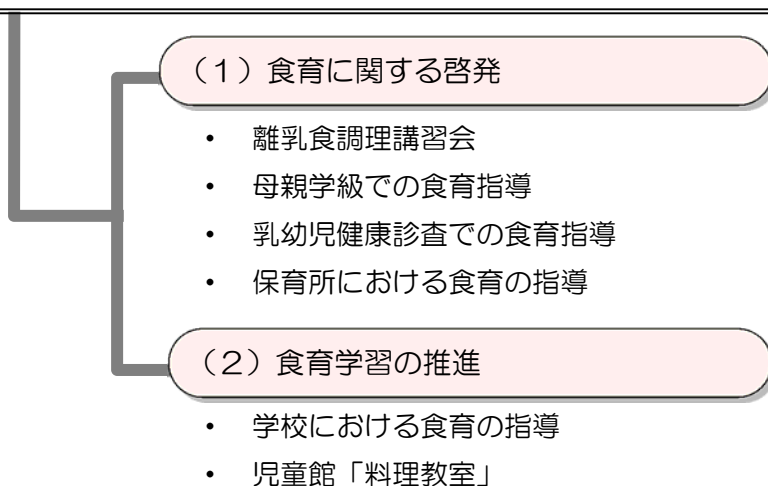 （１）食育に関する啓発
・ 離乳食調理講習会
・ 母親学級での食育指導
・ 乳幼児健康診査での食育指導
・ 保育所における食育の指導
（２）食育学習の推進
・ 学校における食育の指導
・ 児童館「料理教室」